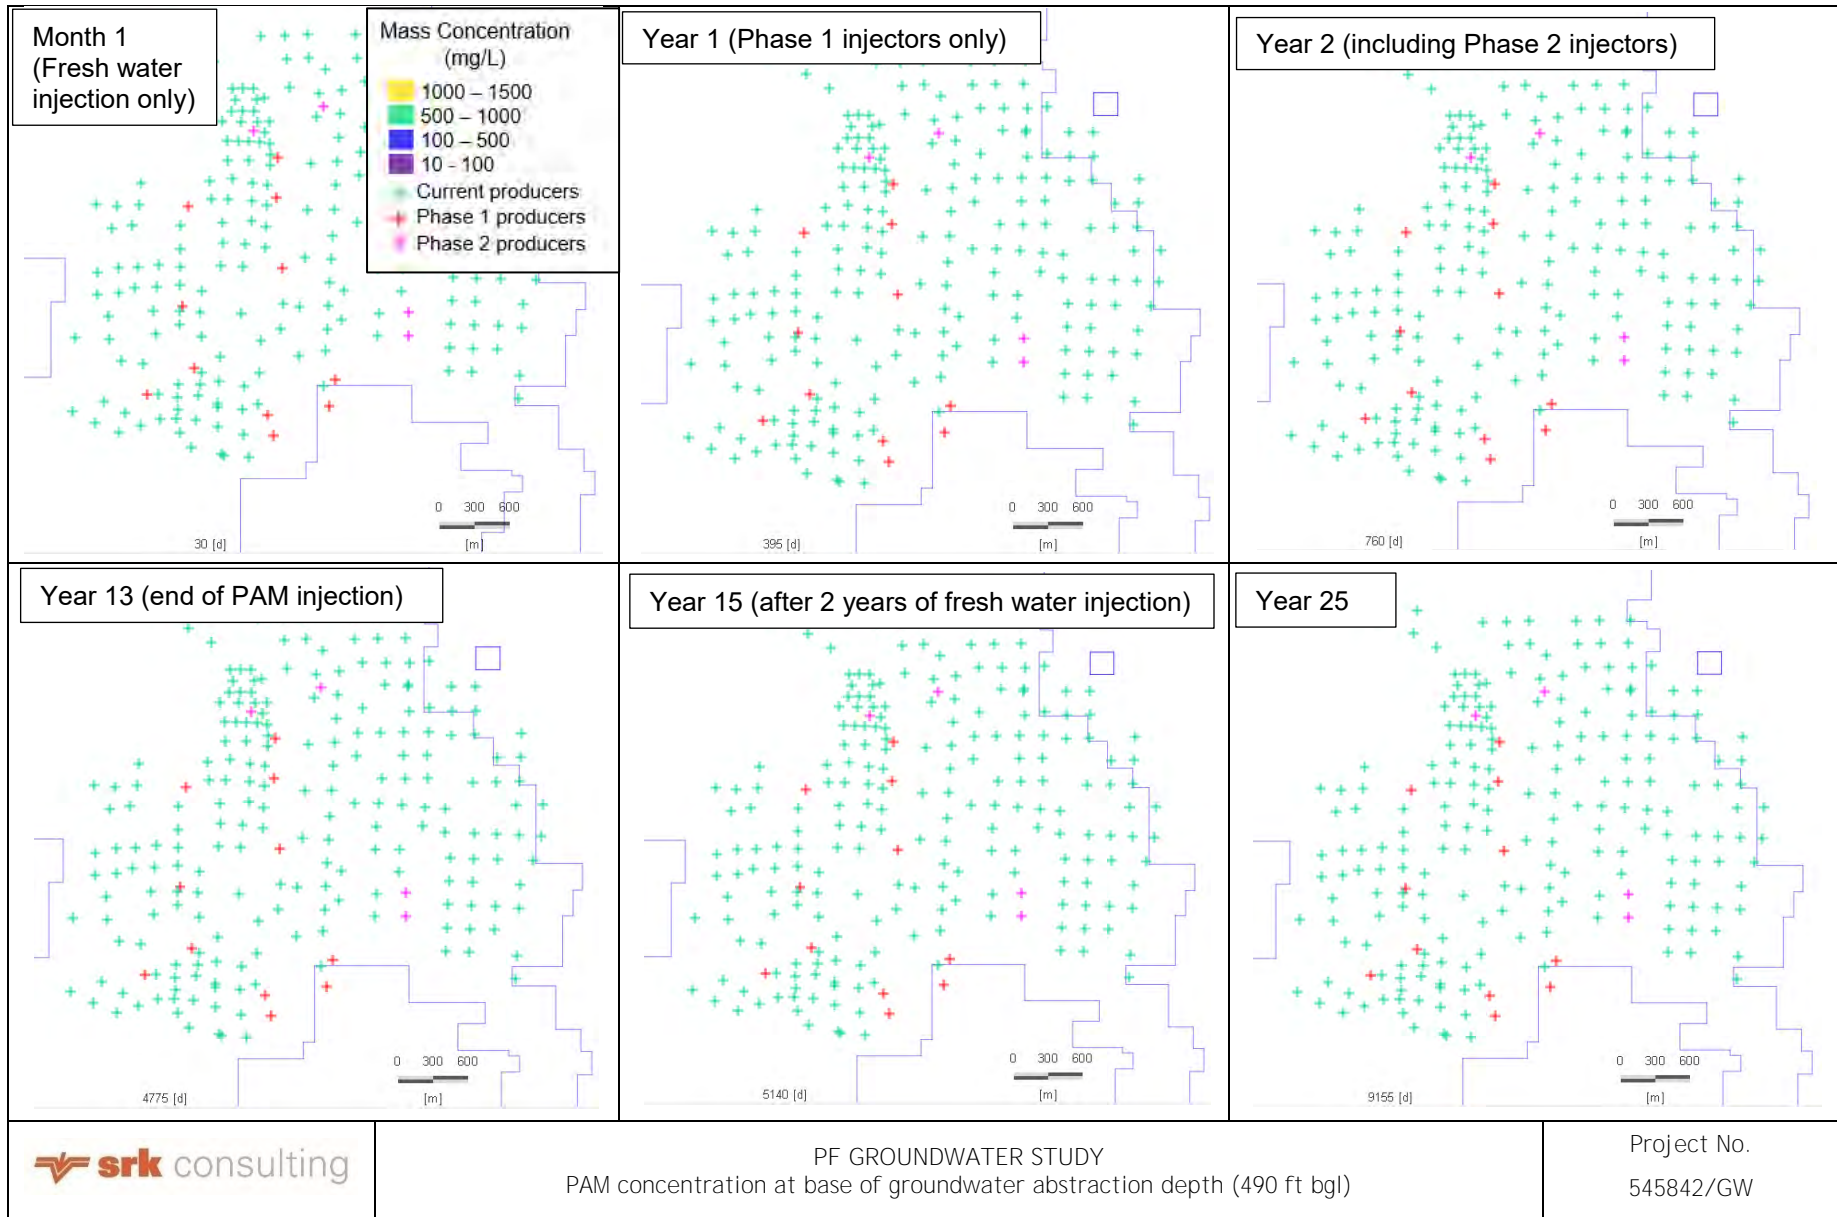 Month 1
(Fresh water
injection only)
Mass Concentration
(mg/L)
1000 – 1500
500 – 1000
100 – 500
10 - 100
Current producers
Phase 1 producers
Phase 2 producers
0 300 600
30 [d] [m]
Year 1 (Phase 1 injectors only)
0 300 600
395 [d] [m]
Year 2 (including Phase 2 injectors)
0 300 600
760 [d] [m]
Year 13 (end of PAM injection)
0 300 600
4775 [d] [m]
Year 15 (after 2 years of fresh water injection)
0 300 600
5140 [d] [m]
Year 25
0 300 600
9155 [d] [m]
srk consulting
PF GROUNDWATER STUDY
PAM concentration at base of groundwater abstraction depth (490 ft bgl)
Project No.
545842/GW